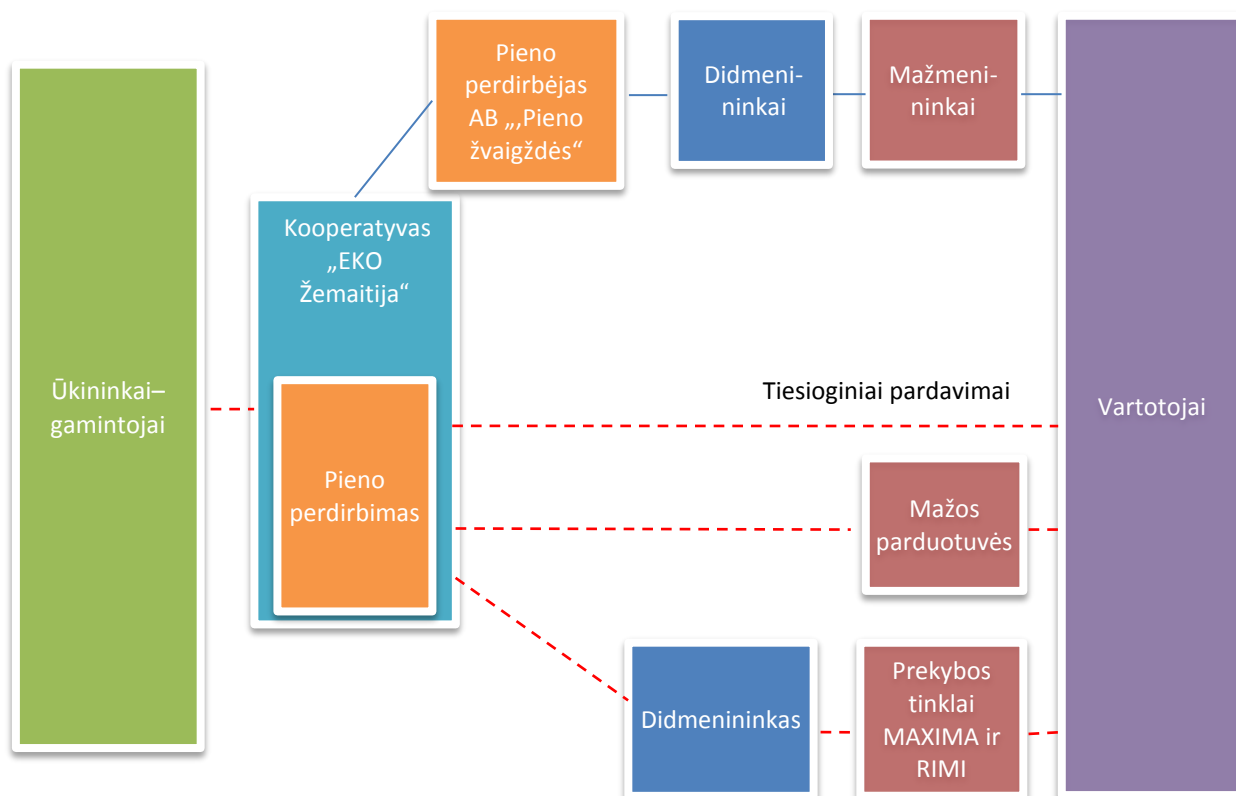 Pieno
perdirbėjas
AB „,Pieno
žvaigždės“
Didmeni-
ninkai
Mažmeni-
ninkai
Kooperatyvas
„EKO
Žemaitija“
Ūkininkai–
gamintojai
Pieno
perdirbimas
Tiesioginiai pardavimai
Vartotojai
Mažos
parduotuvės
Didmenininkas
Prekybos
tinklai
MAXIMA ir
RIMI